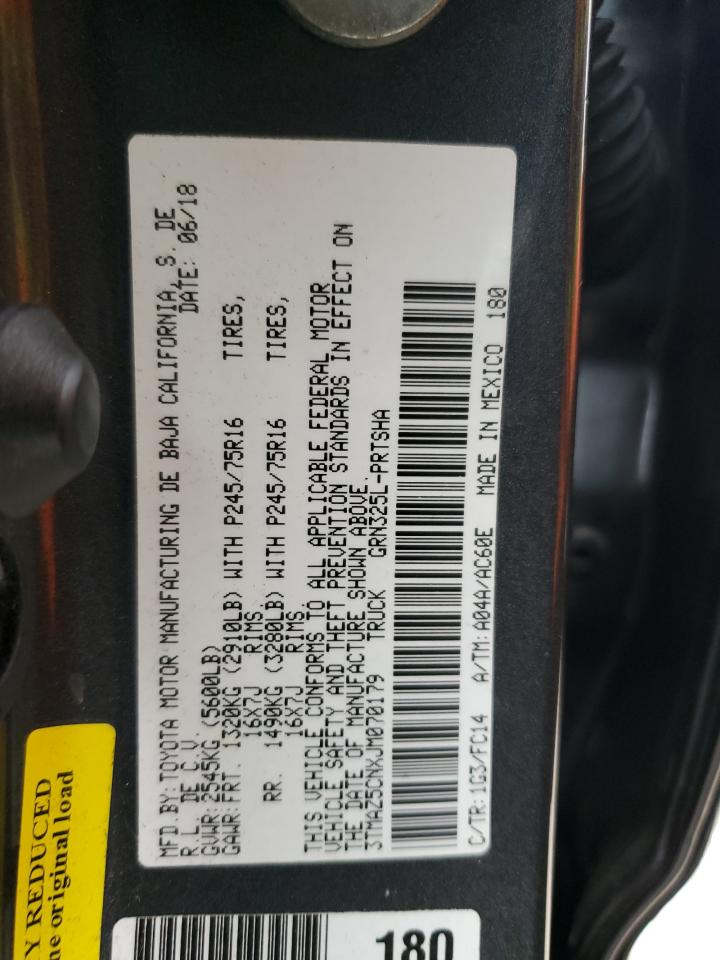 MFD.BY:TOYOTA MOTOR MANUFACTURING DE BAJA CALIFORNIA, S. DE
R.L. DE C.V. DATE: 06/18
GVWR:2545KG (5600LB)
GAWR:FRT. 1320KG (2910LB) WITH P245/75R16 TIRES,
16X7J RIMS.
RR. 1490KG (3280LB) WITH P245/75R16 TIRES,
16X7J RIMS.
THIS VEHICLE CONFORMS TO ALL APPLICABLE FEDERAL MOTOR
VEHICLE SAFETY AND THEFT PREVENTION STANDARDS IN EFFECT ON
THE DATE OF MANUFACTURE SHOWN ABOVE.
3TMAZ5CNXJM070179 TRUCK GRN325L-PRTSHA
C/TR:1G3/FC14 A/TM:A04A/AC60E MADE IN MEXICO 180
Y REDUCED
ne original load
180